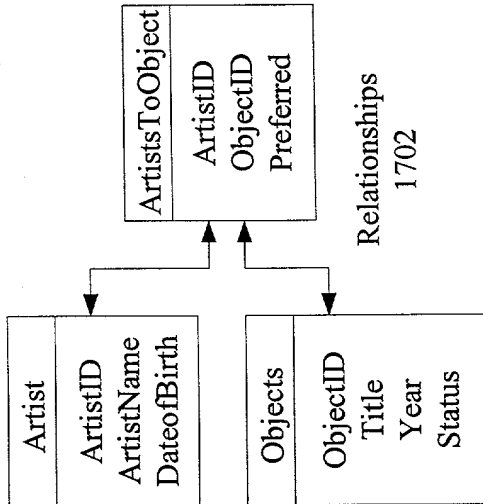 Artist
ArtistID
ArtistName
DateofBirth
Objects
ObjectID
Title
Year
Status
ArtistsToObject
ArtistID
ObjectID
Preferred
Relationships
1702